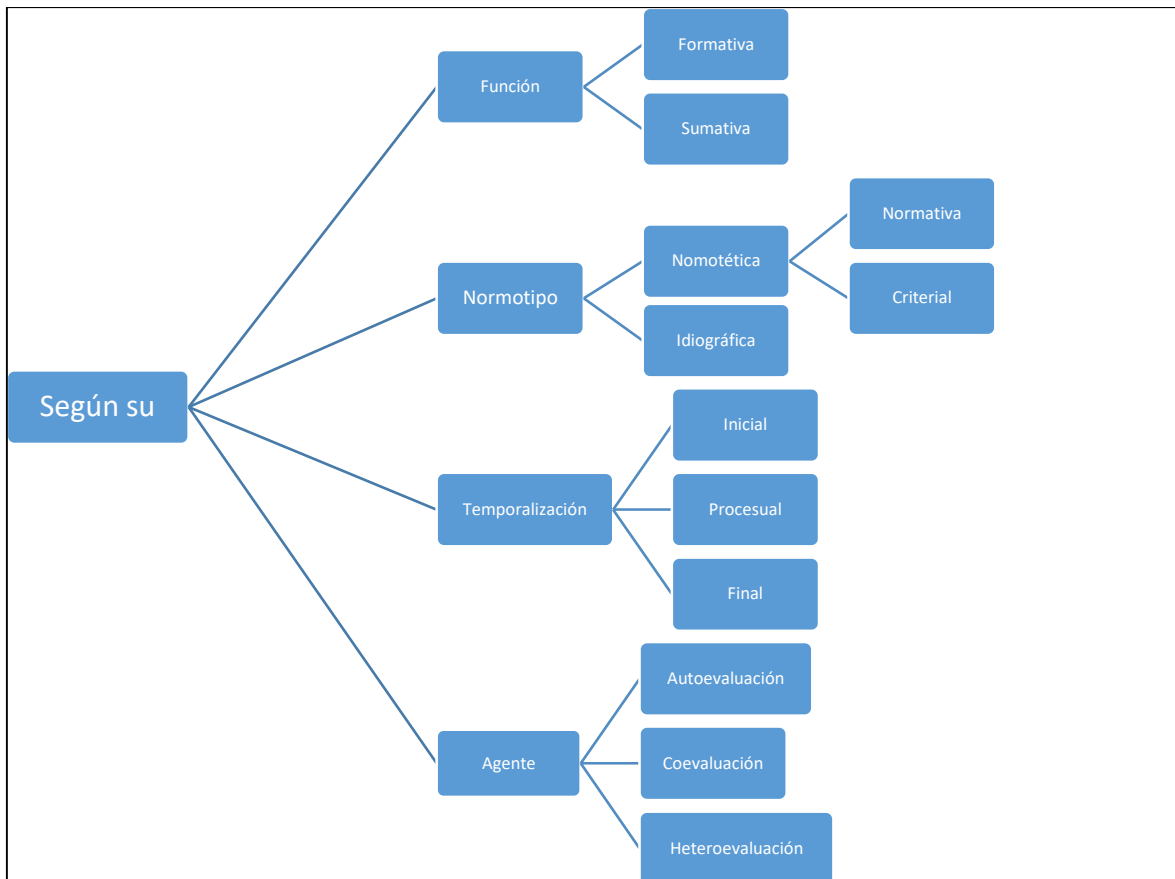 Según su
Función
Formativa
Sumativa
Normotipo
Nomotética
Normativa
Criterial
Idiográfica
Temporalización
Inicial
Procesual
Final
Agente
Autoevaluación
Coevaluación
Heteroevaluación